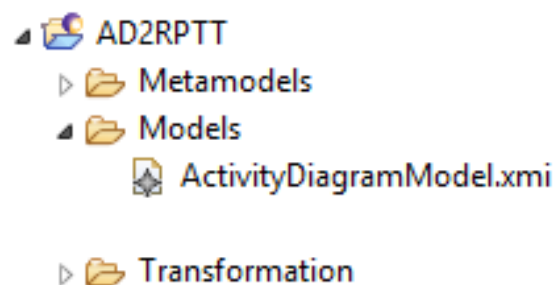 AD2RPTT
Metamodels
Models
ActivityDiagramModel.xmi
Transformation